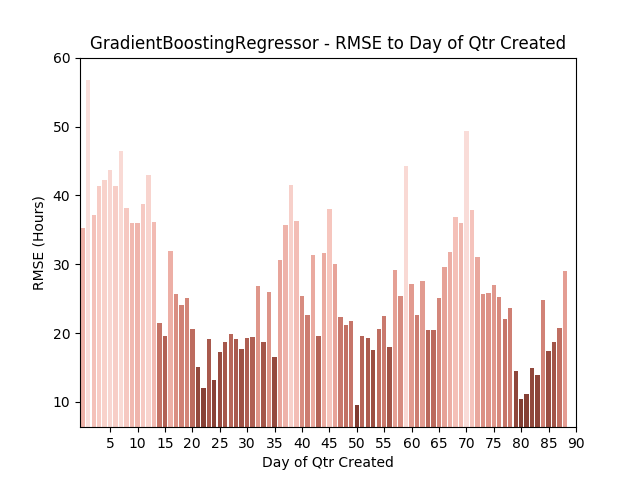 GradientBoostingRegressor - RMSE to Day of Qtr Created
60
50
40
30
20
10
RMSE (Hours)
5 10 15 20 25 30 35 40 45 50 55 60 65 70 75 80 85 90
Day of Qtr Created